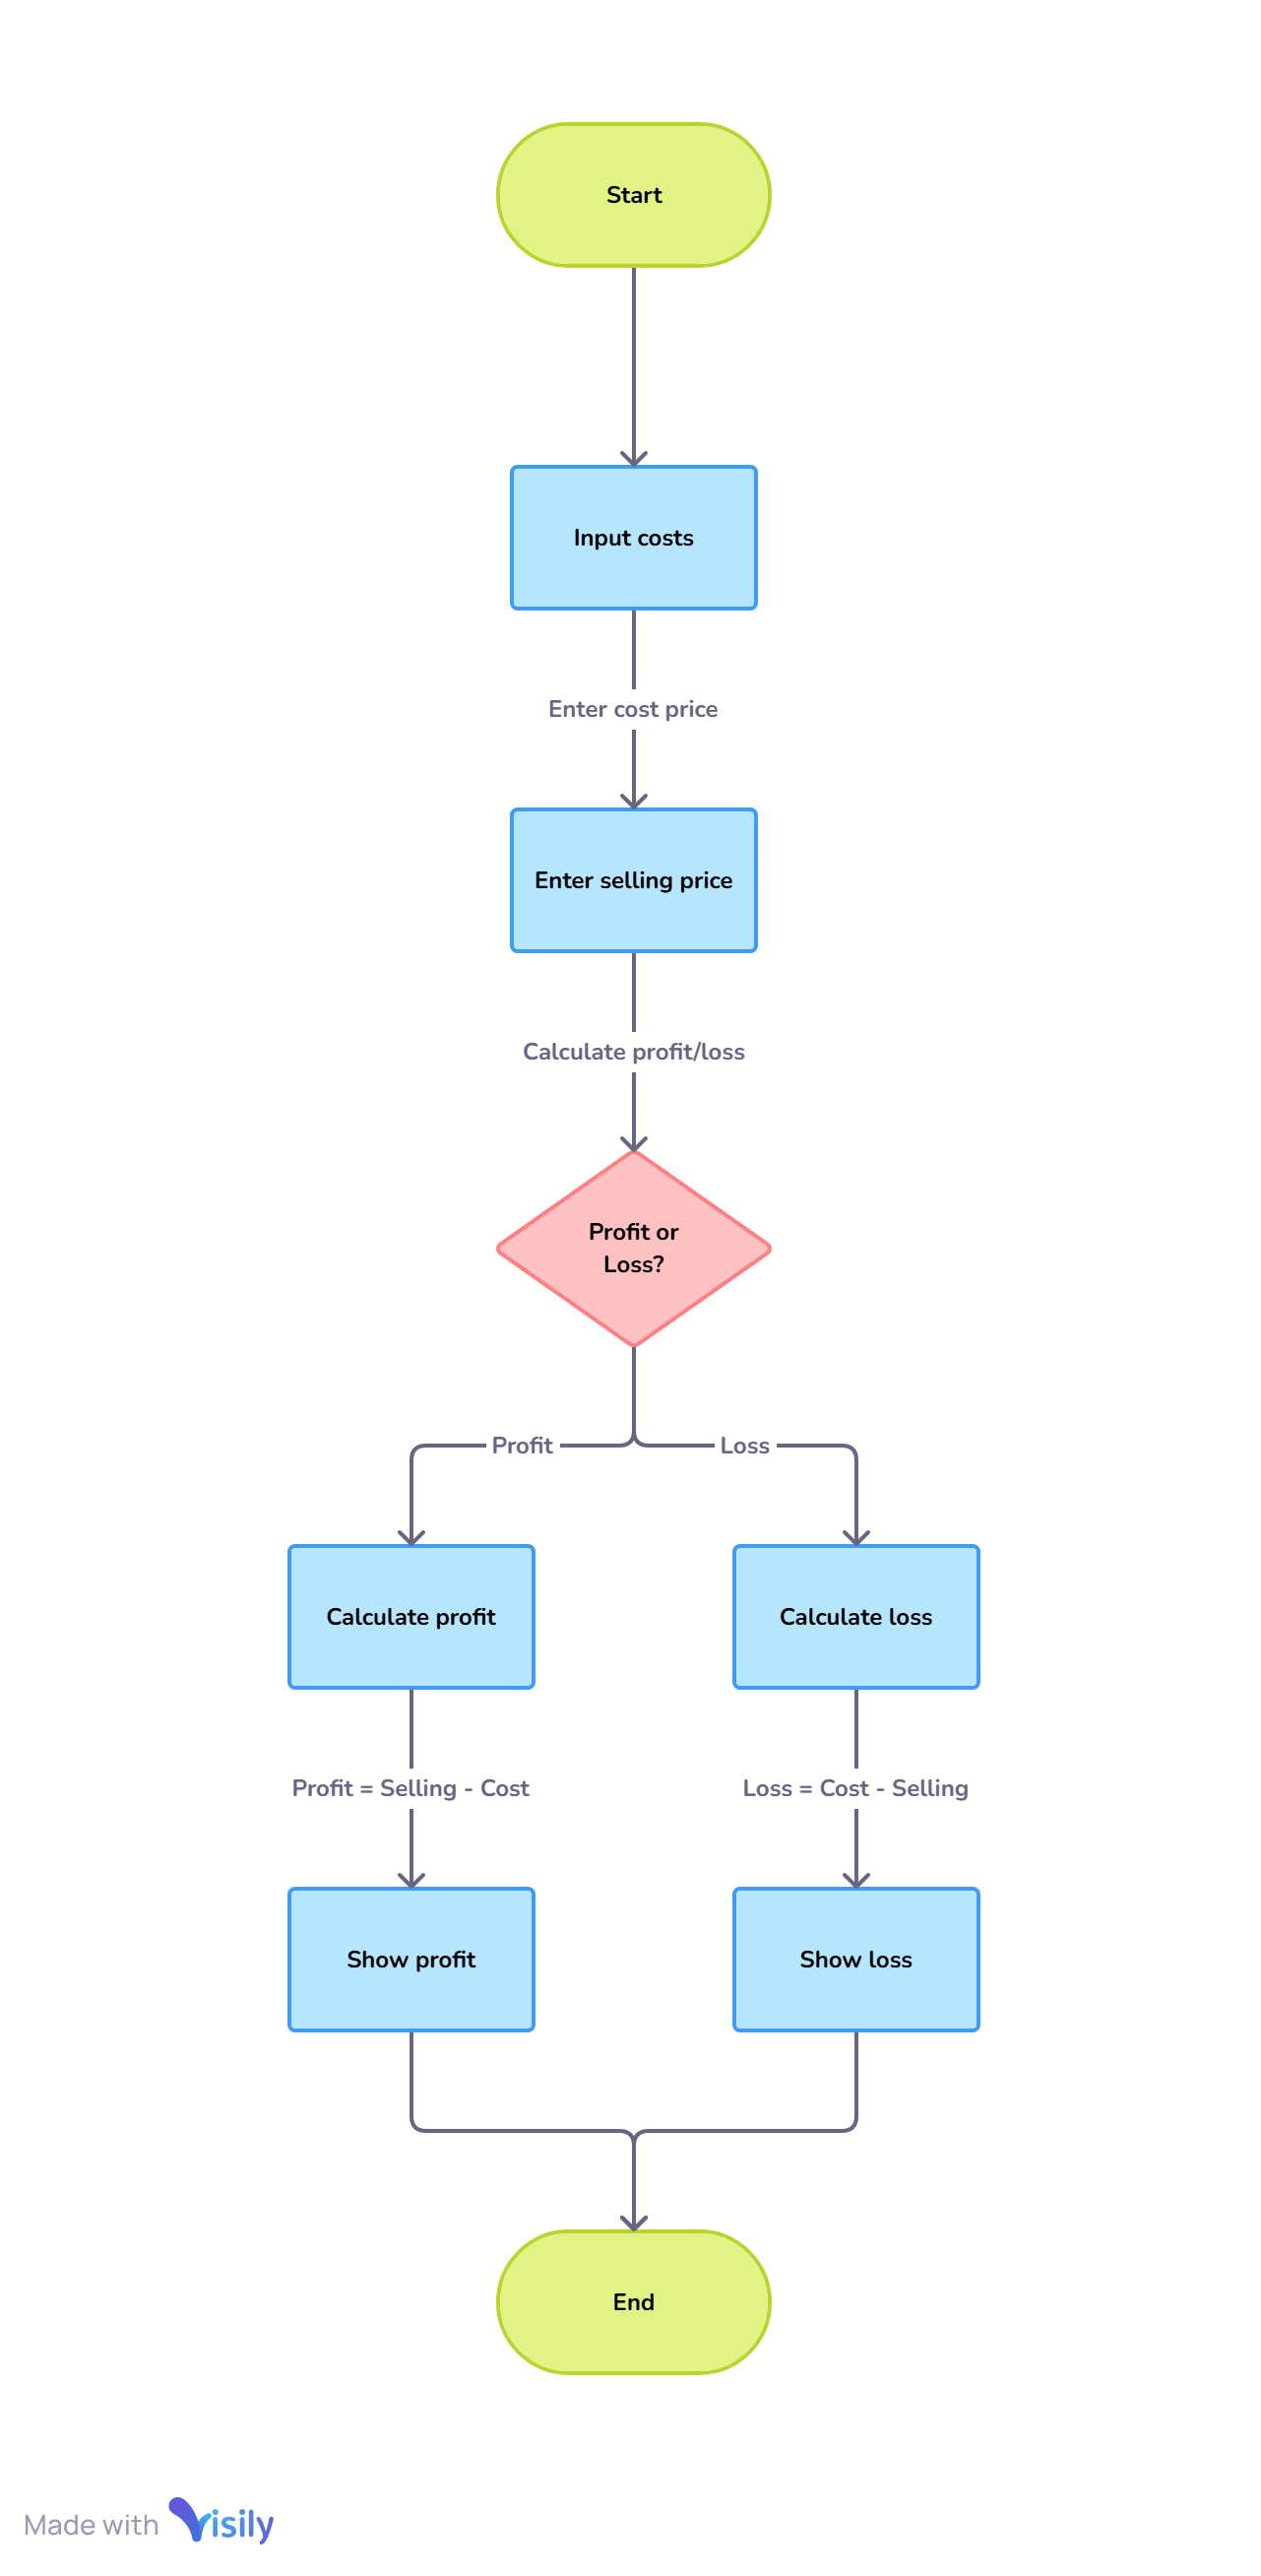 Start
Input costs
Enter cost price
Enter selling price
Calculate profit/loss
Profit or
Loss?
Profit
Loss
Calculate profit
Calculate loss
Profit = Selling - Cost
Loss = Cost - Selling
Show profit
Show loss
End
Made with Visily